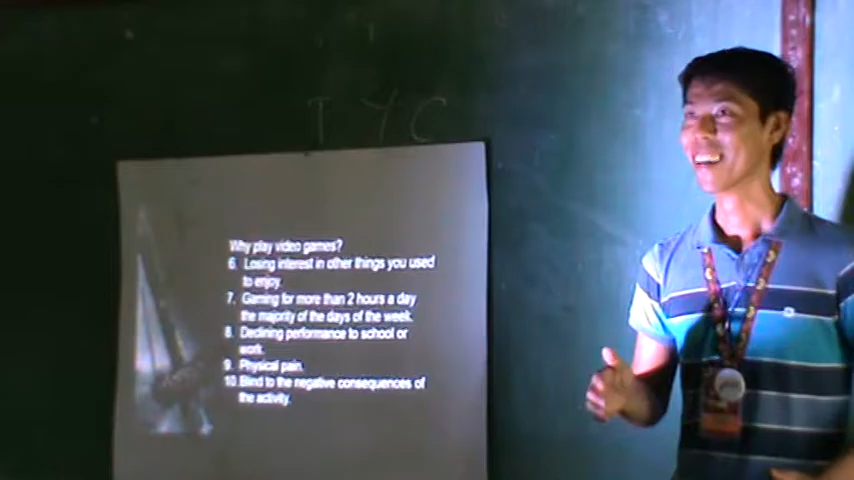 T Y C
Why play video games?
6. Losing interest in other things you used
to enjoy.
7. Gaming for more than 2 hours a day
the majority of the days of the week.
8. Declining performance to school or
work.
9. Physical pain.
10. Blind to the negative consequences of
the activity.